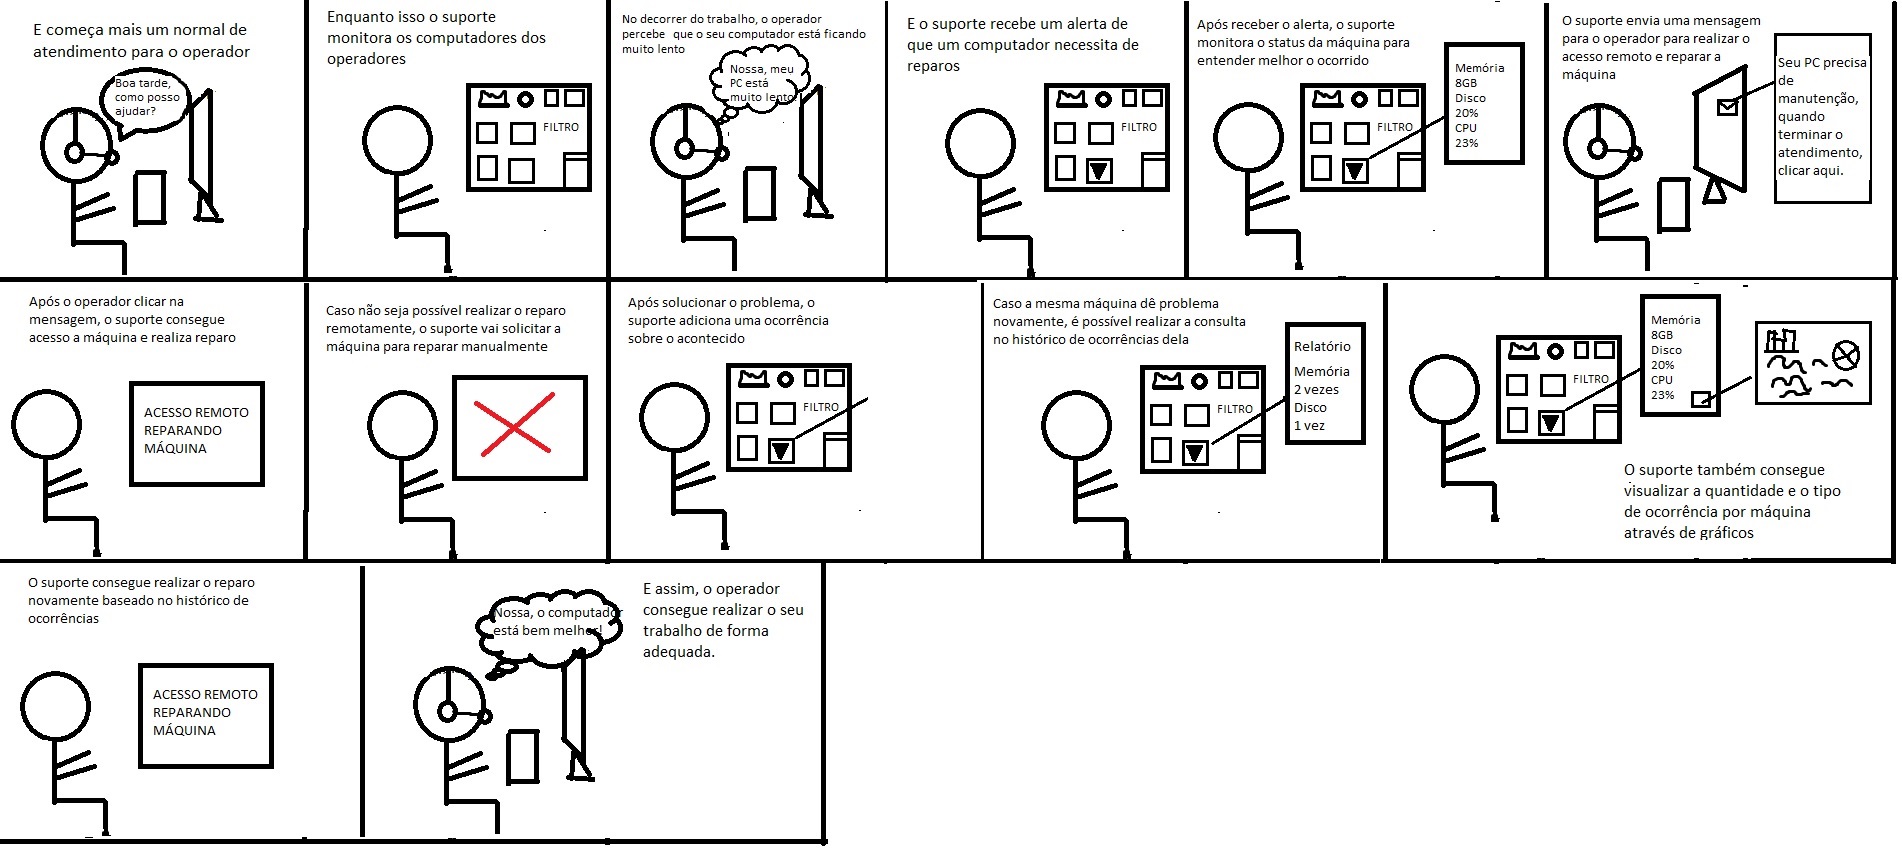 E começa mais um normal de
atendimento para o operador
Boa tarde,
como posso
ajudar?
Enquanto isso o suporte
monitora os computadores dos
operadores
FILTRO
No decorrer do trabalho, o operador
percebe que o seu computador está ficando
muito lento
Nossa, meu
PC está
muito lento!
E o suporte recebe um alerta de
que um computador necessita de
reparos
FILTRO
Após receber o alerta, o suporte
monitora o status da máquina para
entender melhor o ocorrido
FILTRO
Memória
8GB
Disco
20%
CPU
23%
O suporte envia uma mensagem
para o operador para realizar o
acesso remoto e reparar a
máquina
Seu PC precisa
de
manutenção,
quando
terminar o
atendimento,
clicar aqui.
Após o operador clicar na
mensagem, o suporte consegue
acesso a máquina e realiza reparo
ACESSO REMOTO
REPARANDO
MÁQUINA
Caso não seja possível realizar o reparo
remotamente, o suporte vai solicitar a
máquina para reparar manualmente
Após solucionar o problema, o
suporte adiciona uma ocorrência
sobre o acontecido
FILTRO
Caso a mesma máquina dê problema
novamente, é possível realizar a consulta
no histórico de ocorrências dela
FILTRO
Relatório
Memória
2 vezes
Disco
1 vez
FILTRO
Memória
8GB
Disco
20%
CPU
23%
O suporte também consegue
visualizar a quantidade e o tipo
de ocorrência por máquina
através de gráficos
O suporte consegue realizar o reparo
novamente baseado no histórico de
ocorrências
ACESSO REMOTO
REPARANDO
MÁQUINA
Nossa, o computador
está bem melhor!
E assim, o operador
consegue realizar o seu
trabalho de forma
adequada.